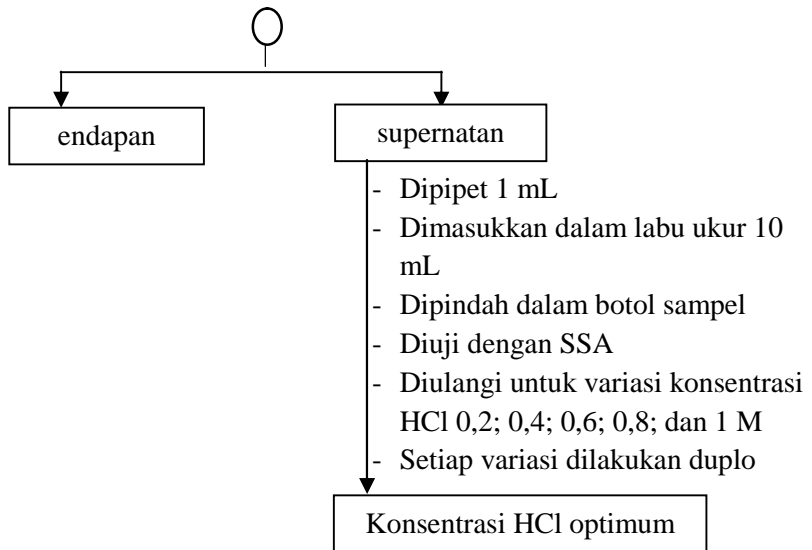 endapan
supernatan
- Dipipet 1 mL
- Dimasukkan dalam labu ukur 10
mL
- Dipindah dalam botol sampel
- Diuji dengan SSA
- Diulangi untuk variasi konsentrasi
HCl 0,2; 0,4; 0,6; 0,8; dan 1 M
- Setiap variasi dilakukan duplo
Konsentrasi HCl optimum